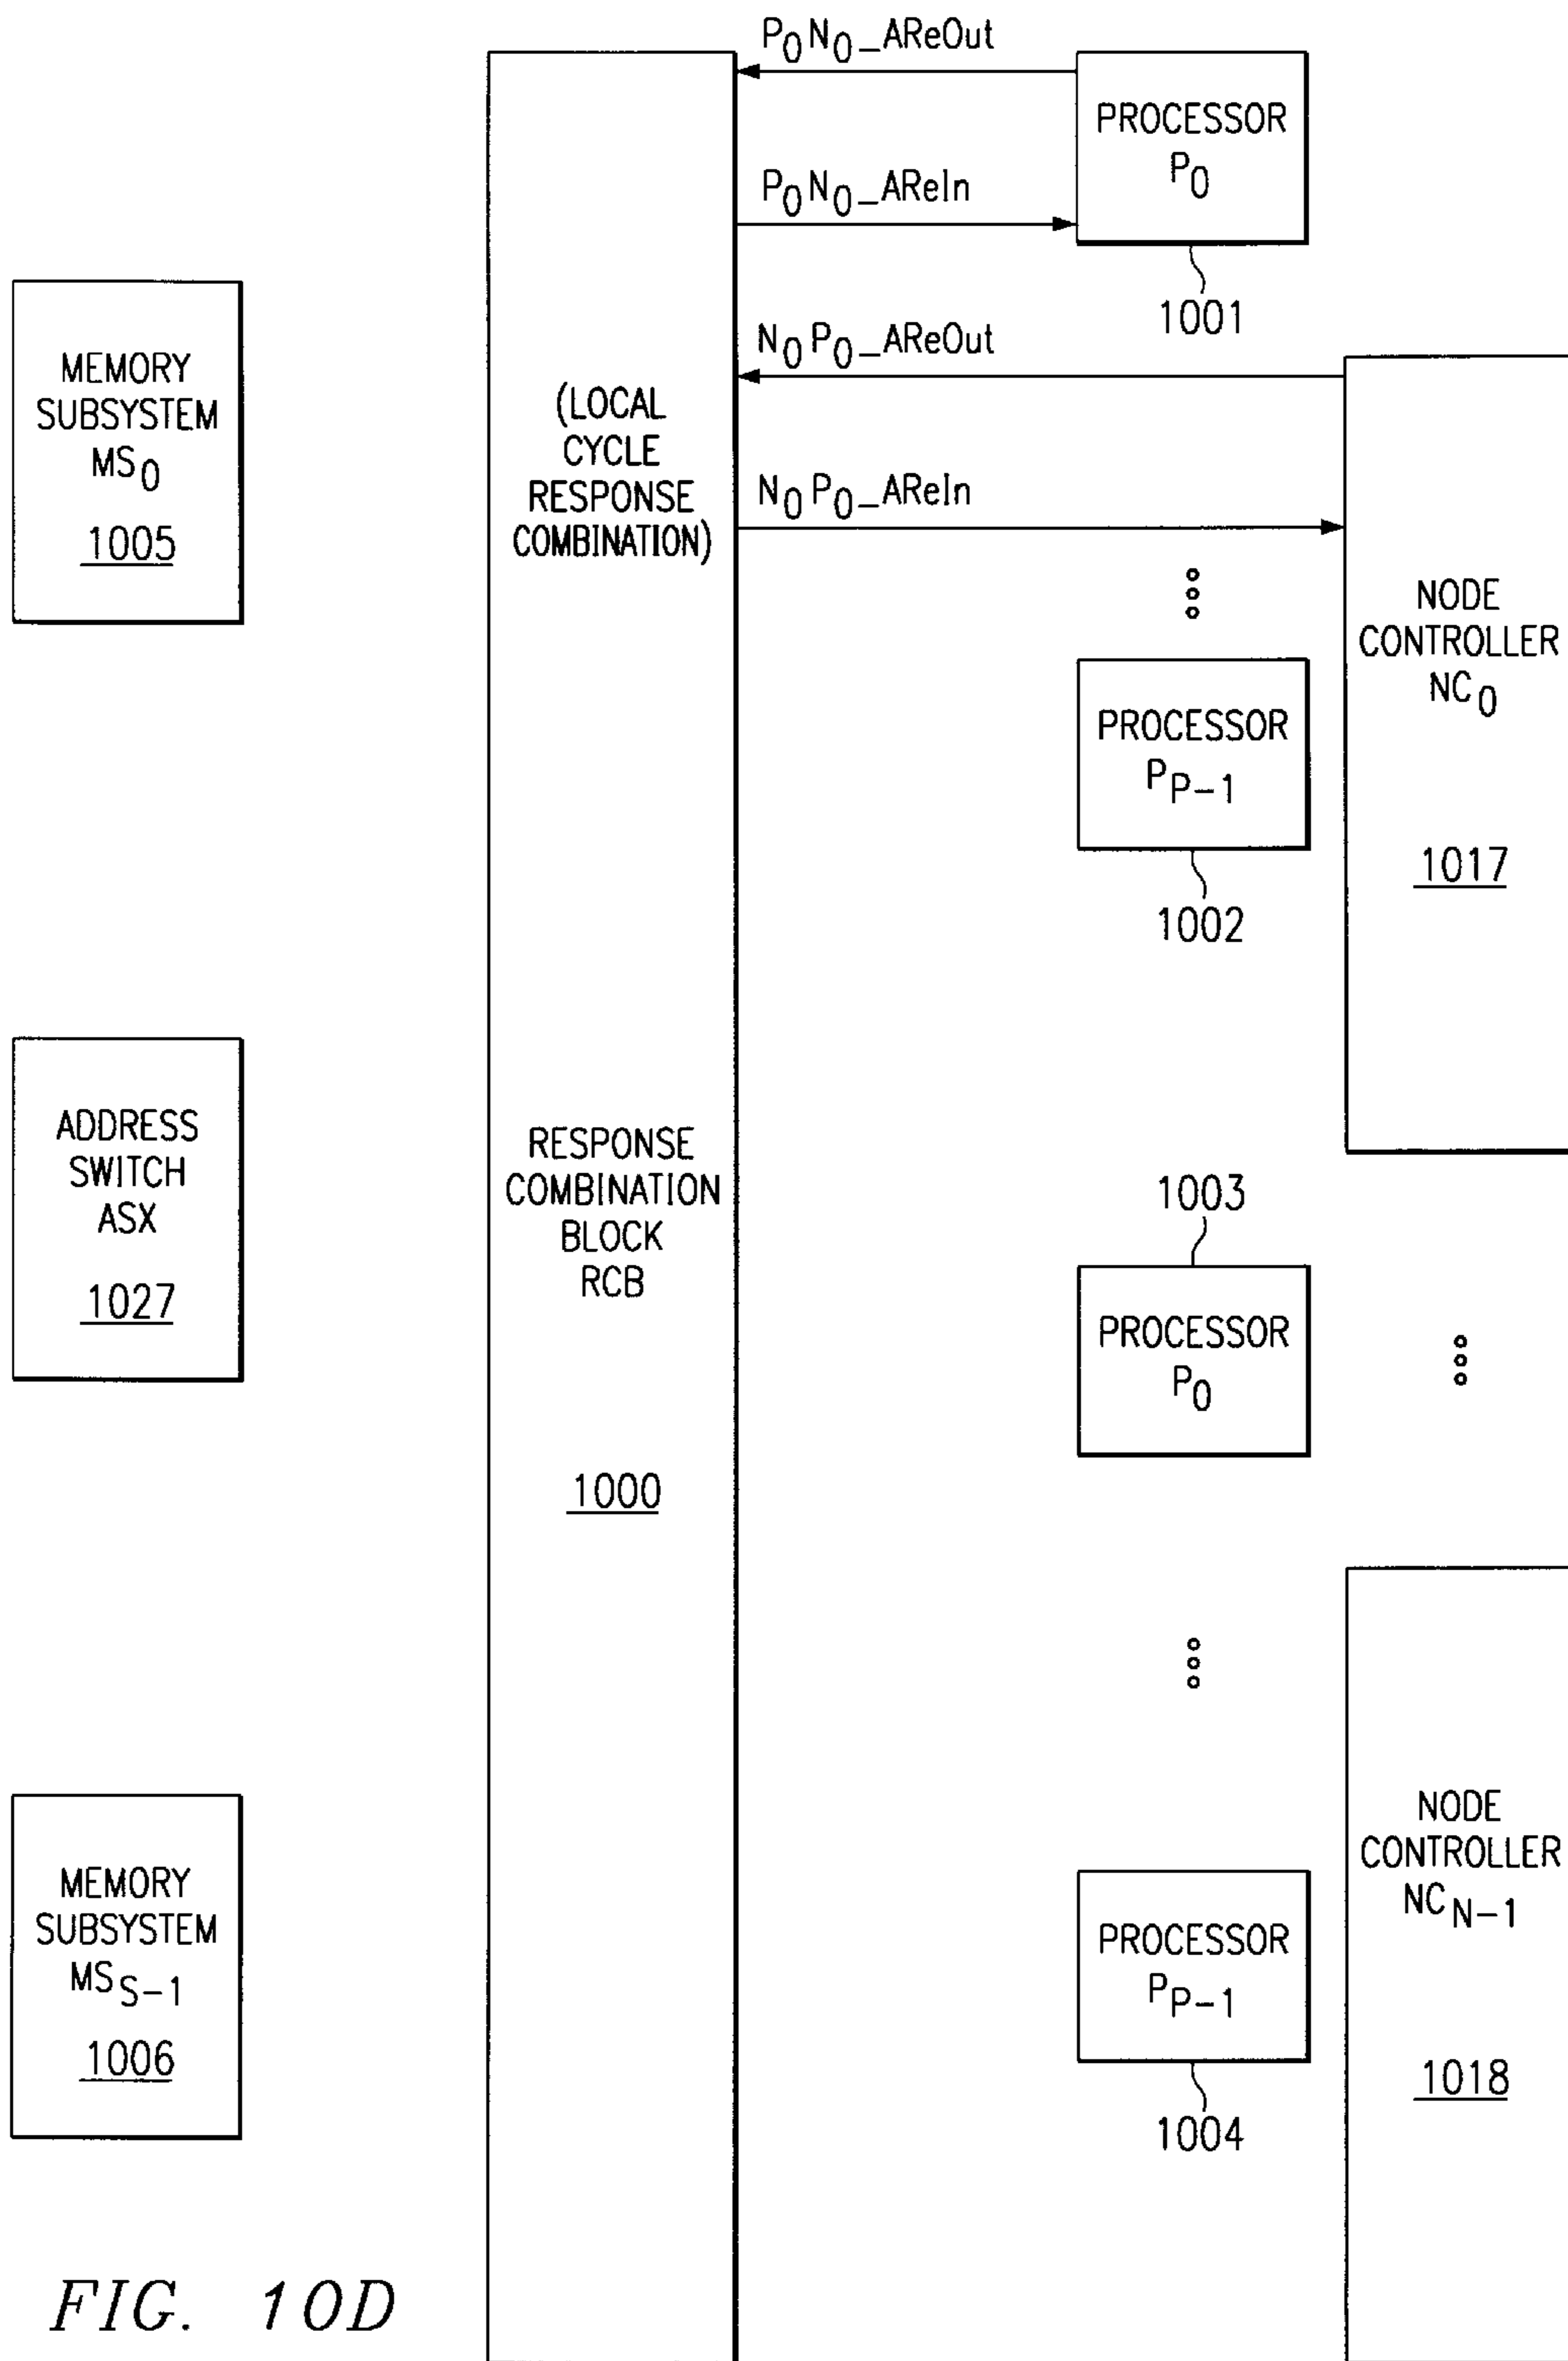 P0N0_AReOut
PROCESSOR
P0
P0N0_AReIn
1001
MEMORY
SUBSYSTEM
MS0
1005
(LOCAL
CYCLE
RESPONSE
COMBINATION)
N0P0_AReOut
N0P0_AReIn
NODE
CONTROLLER
NC0
1017
PROCESSOR
PP-1
1002
ADDRESS
SWITCH
ASX
1027
RESPONSE
COMBINATION
BLOCK
RCB
1000
1003
PROCESSOR
P0
MEMORY
SUBSYSTEM
MSS-1
1006
PROCESSOR
PP-1
1004
NODE
CONTROLLER
NCN-1
1018
FIG. 10D